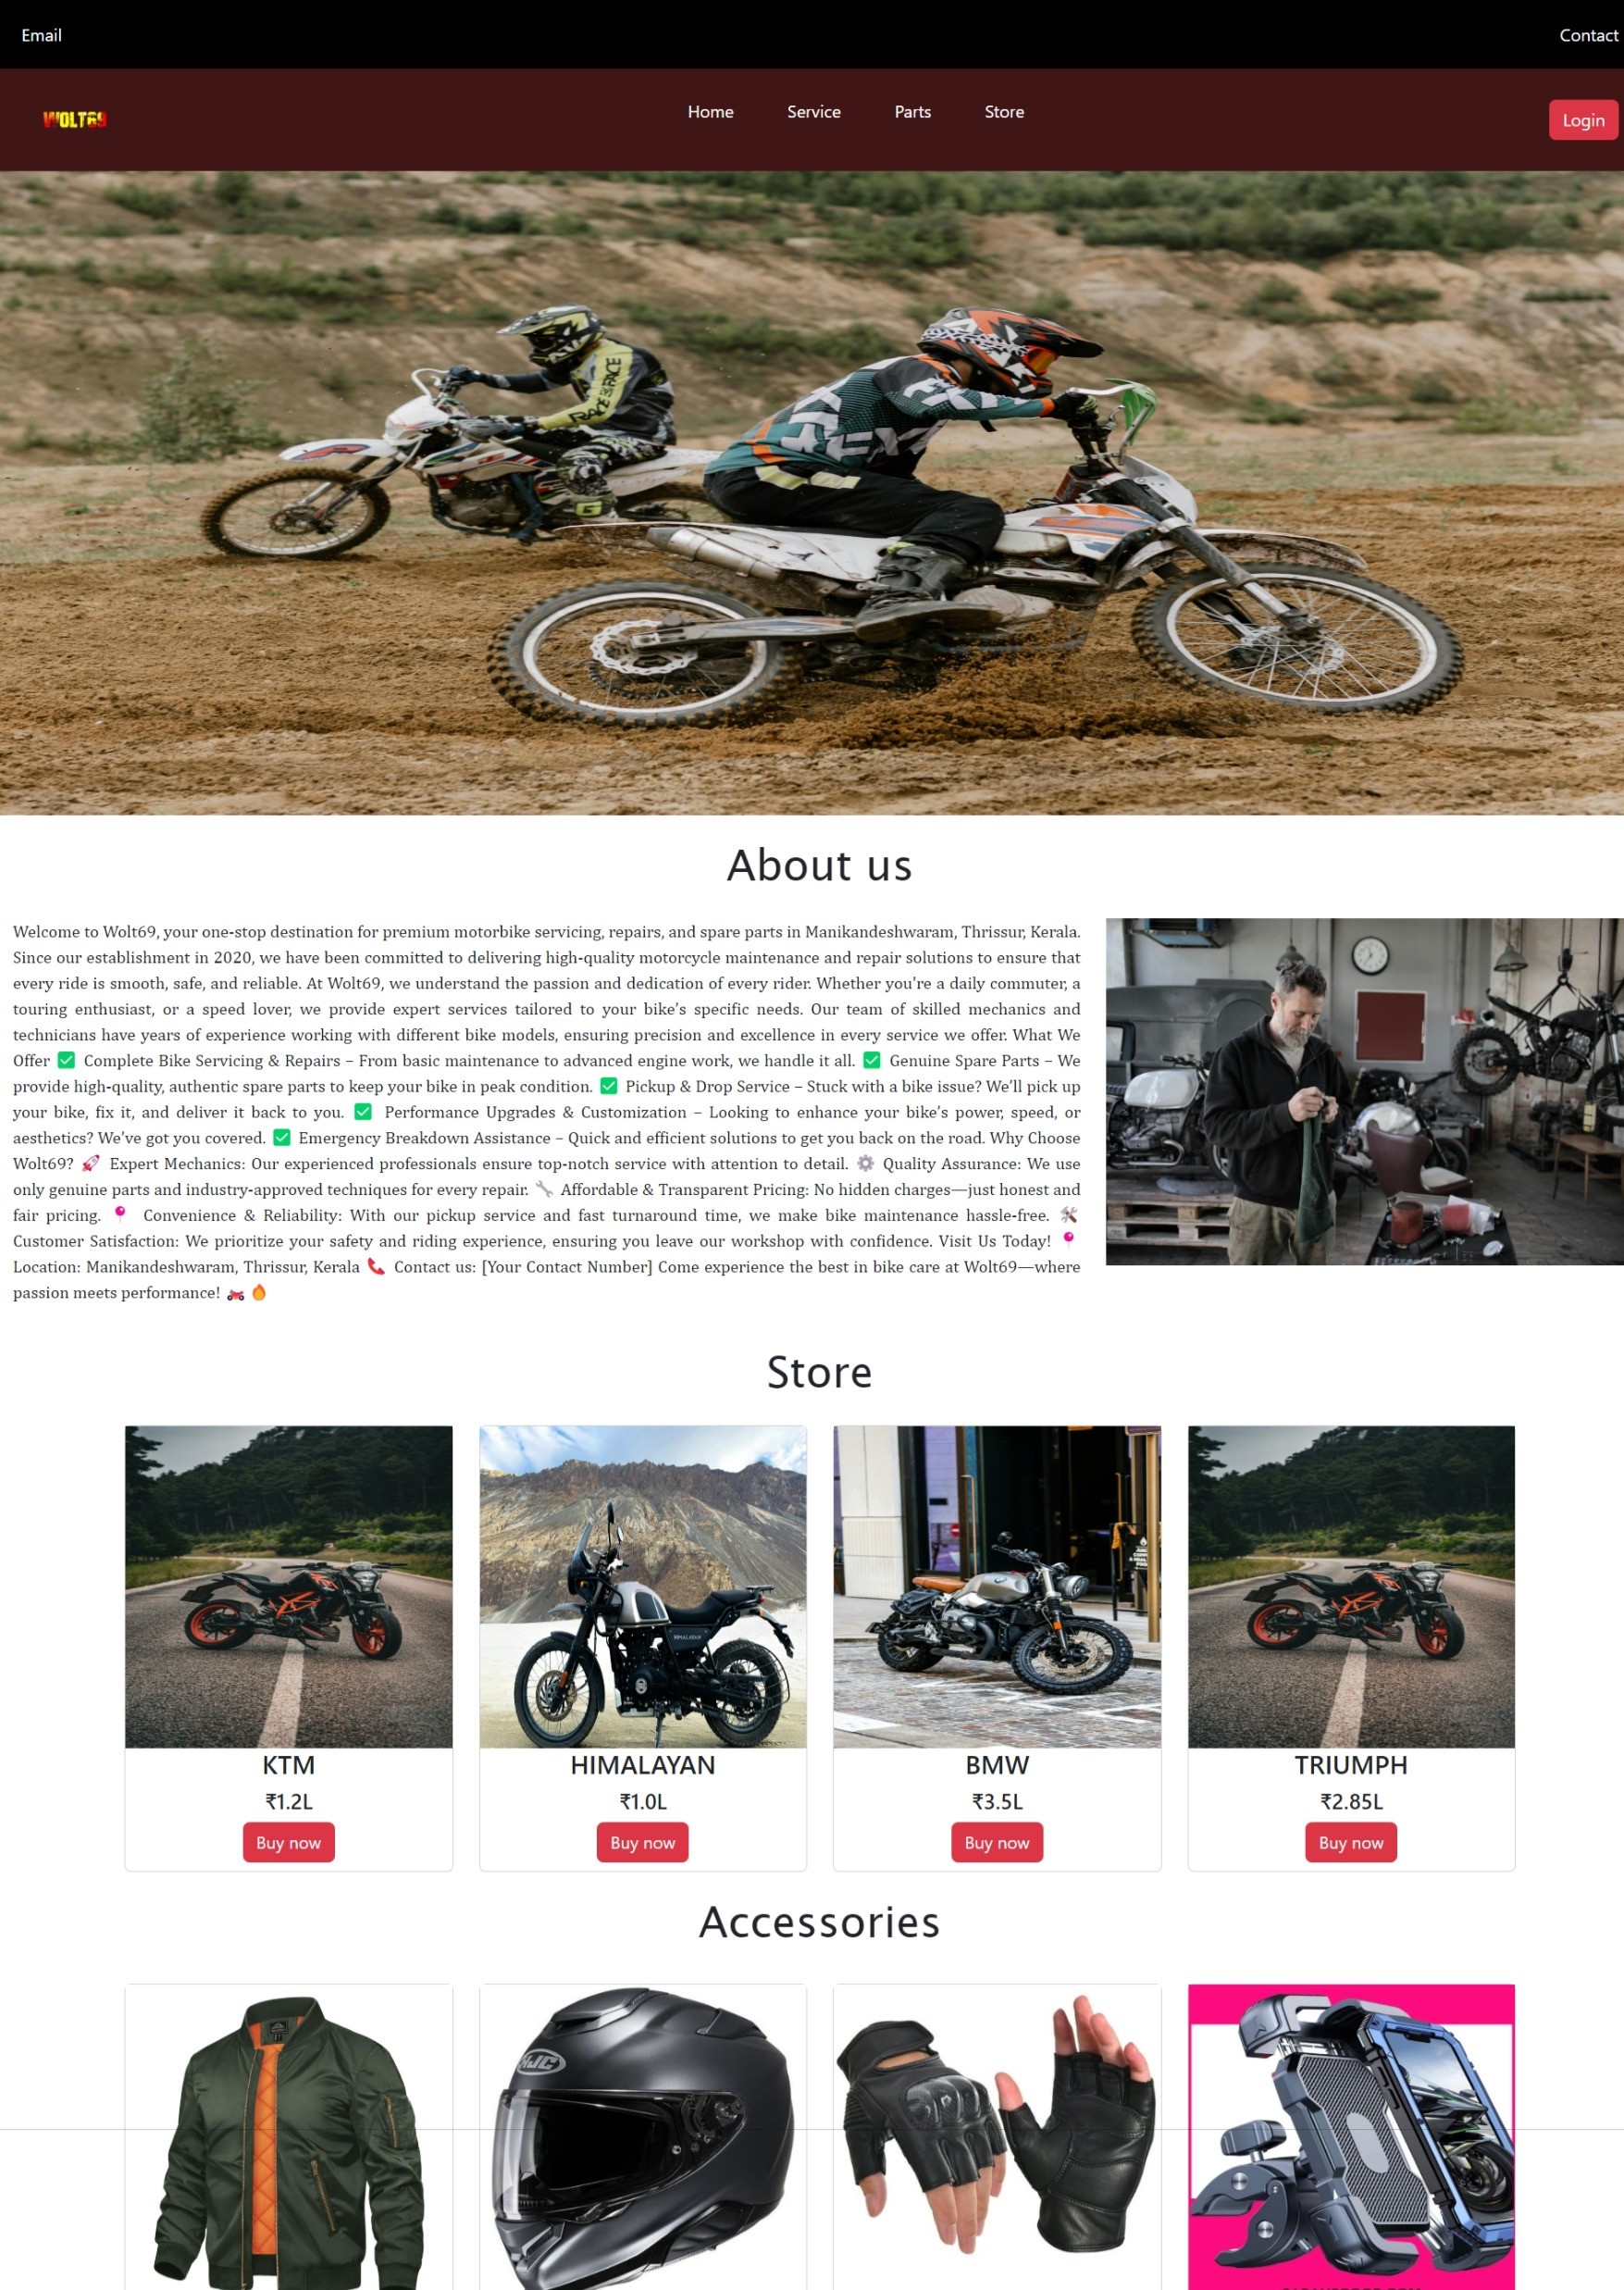 Email
Contact
WOLT69
Home
Service
Parts
Store
Login
RACE
About us
Welcome to Wolt69, your one-stop destination for premium motorbike servicing, repairs, and spare parts in Manikandeshwaram, Thrissur, Kerala.
Since our establishment in 2020, we have been committed to delivering high-quality motorcycle maintenance and repair solutions to ensure that
every ride is smooth, safe, and reliable. At Wolt69, we understand the passion and dedication of every rider. Whether you're a daily commuter, a
touring enthusiast, or a speed lover, we provide expert services tailored to your bike’s specific needs. Our team of skilled mechanics and
technicians have years of experience working with different bike models, ensuring precision and excellence in every service we offer. What We
Offer ✅ Complete Bike Servicing & Repairs – From basic maintenance to advanced engine work, we handle it all. ✅ Genuine Spare Parts – We
provide high-quality, authentic spare parts to keep your bike in peak condition. ✅ Pickup & Drop Service – Stuck with a bike issue? We’ll pick up
your bike, fix it, and deliver it back to you. ✅ Performance Upgrades & Customization – Looking to enhance your bike’s power, speed, or
aesthetics? We’ve got you covered. ✅ Emergency Breakdown Assistance – Quick and efficient solutions to get you back on the road. Why Choose
Wolt69? 🚀 Expert Mechanics: Our experienced professionals ensure top-notch service with attention to detail. ⚙️ Quality Assurance: We use
only genuine parts and industry-approved techniques for every repair. 🔧 Affordable & Transparent Pricing: No hidden charges—just honest and
fair pricing. 📍 Convenience & Reliability: With our pickup service and fast turnaround time, we make bike maintenance hassle-free. 🛠️
Customer Satisfaction: We prioritize your safety and riding experience, ensuring you leave our workshop with confidence. Visit Us Today! 📍
Location: Manikandeshwaram, Thrissur, Kerala 📞 Contact us: [Your Contact Number] Come experience the best in bike care at Wolt69—where
passion meets performance! 🏍️ 🔥
Store
HIMALAYAN
KTM
₹1.2L
Buy now
HIMALAYAN
₹1.0L
Buy now
BMW
₹3.5L
Buy now
TRIUMPH
₹2.85L
Buy now
Accessories
HJC